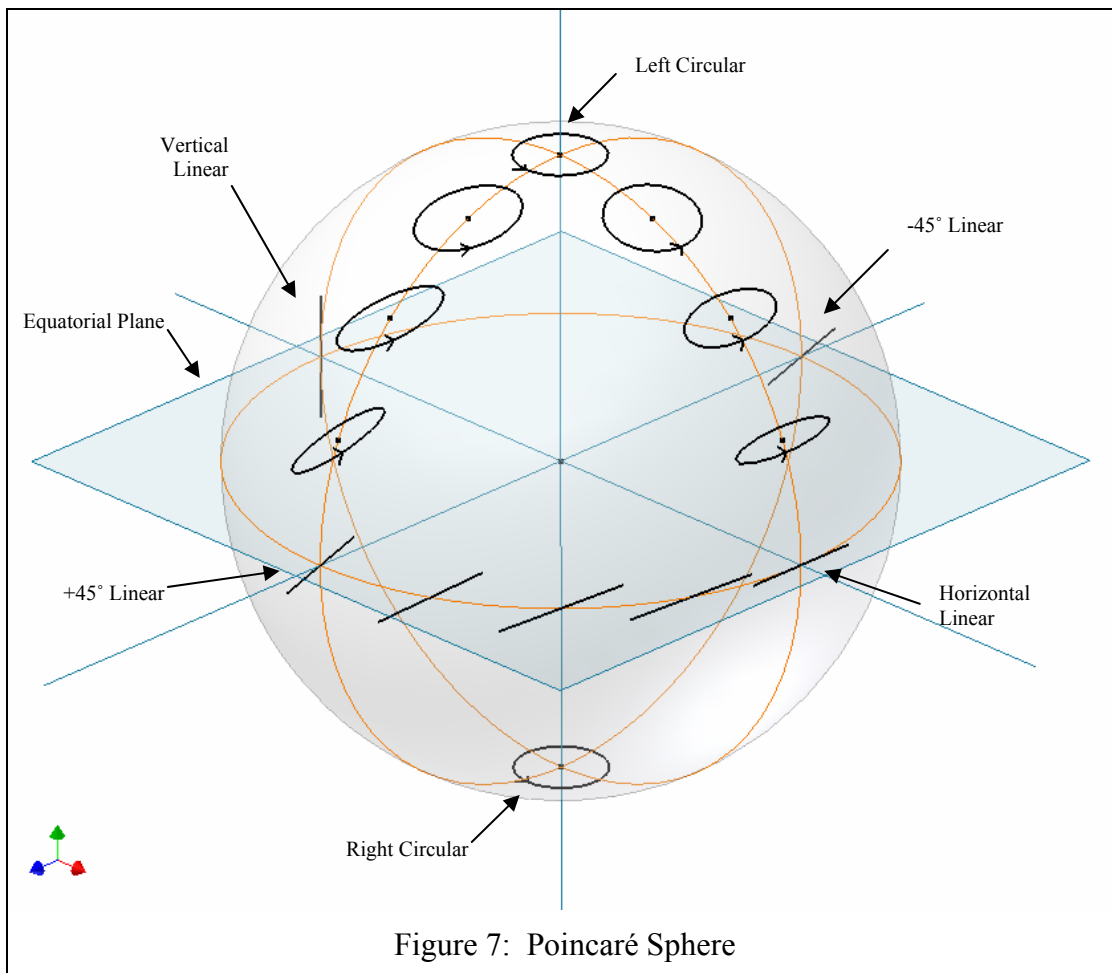 Left Circular
Vertical
Linear
-45˚ Linear
Equatorial Plane
+45˚ Linear
Horizontal
Linear
Right Circular
Figure 7: Poincaré Sphere